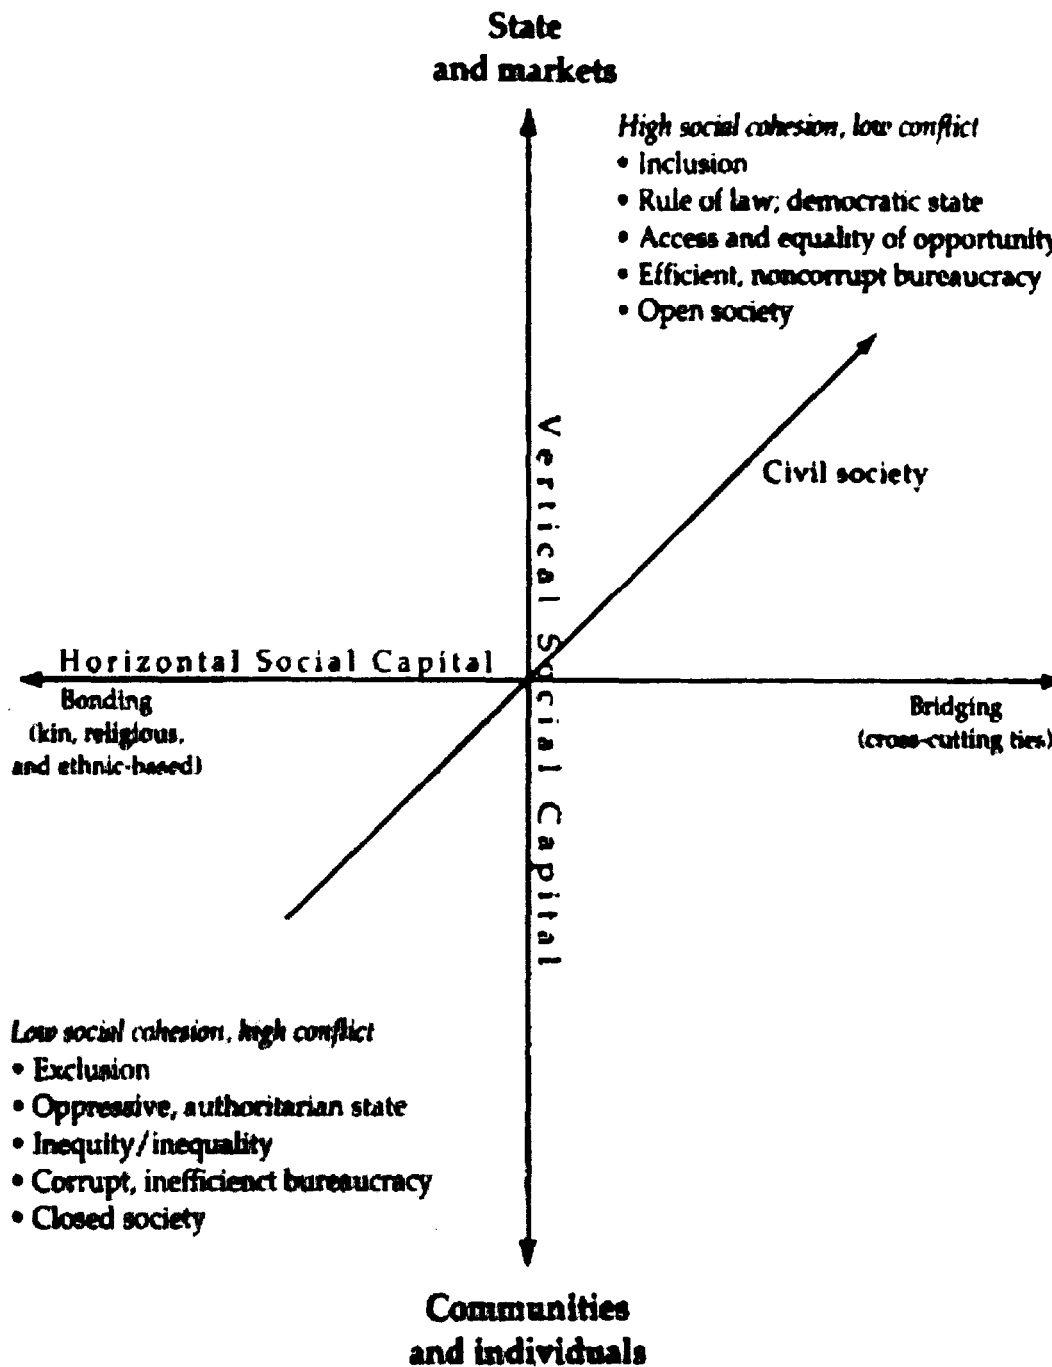 State
and markets
High social cohesion, low conflict
• Inclusion
• Rule of law; democratic state
• Access and equality of opportunity
• Efficient, noncorrupt bureaucracy
• Open society
Civil society
Vertical Social Capital
Horizontal Social Capital
Bonding
(kin, religious,
and ethnic-based)
Bridging
(cross-cutting ties)
Low social cohesion, high conflict
• Exclusion
• Oppressive, authoritarian state
• Inequity/inequality
• Corrupt, inefficienct bureaucracy
• Closed society
Communities
and individuals